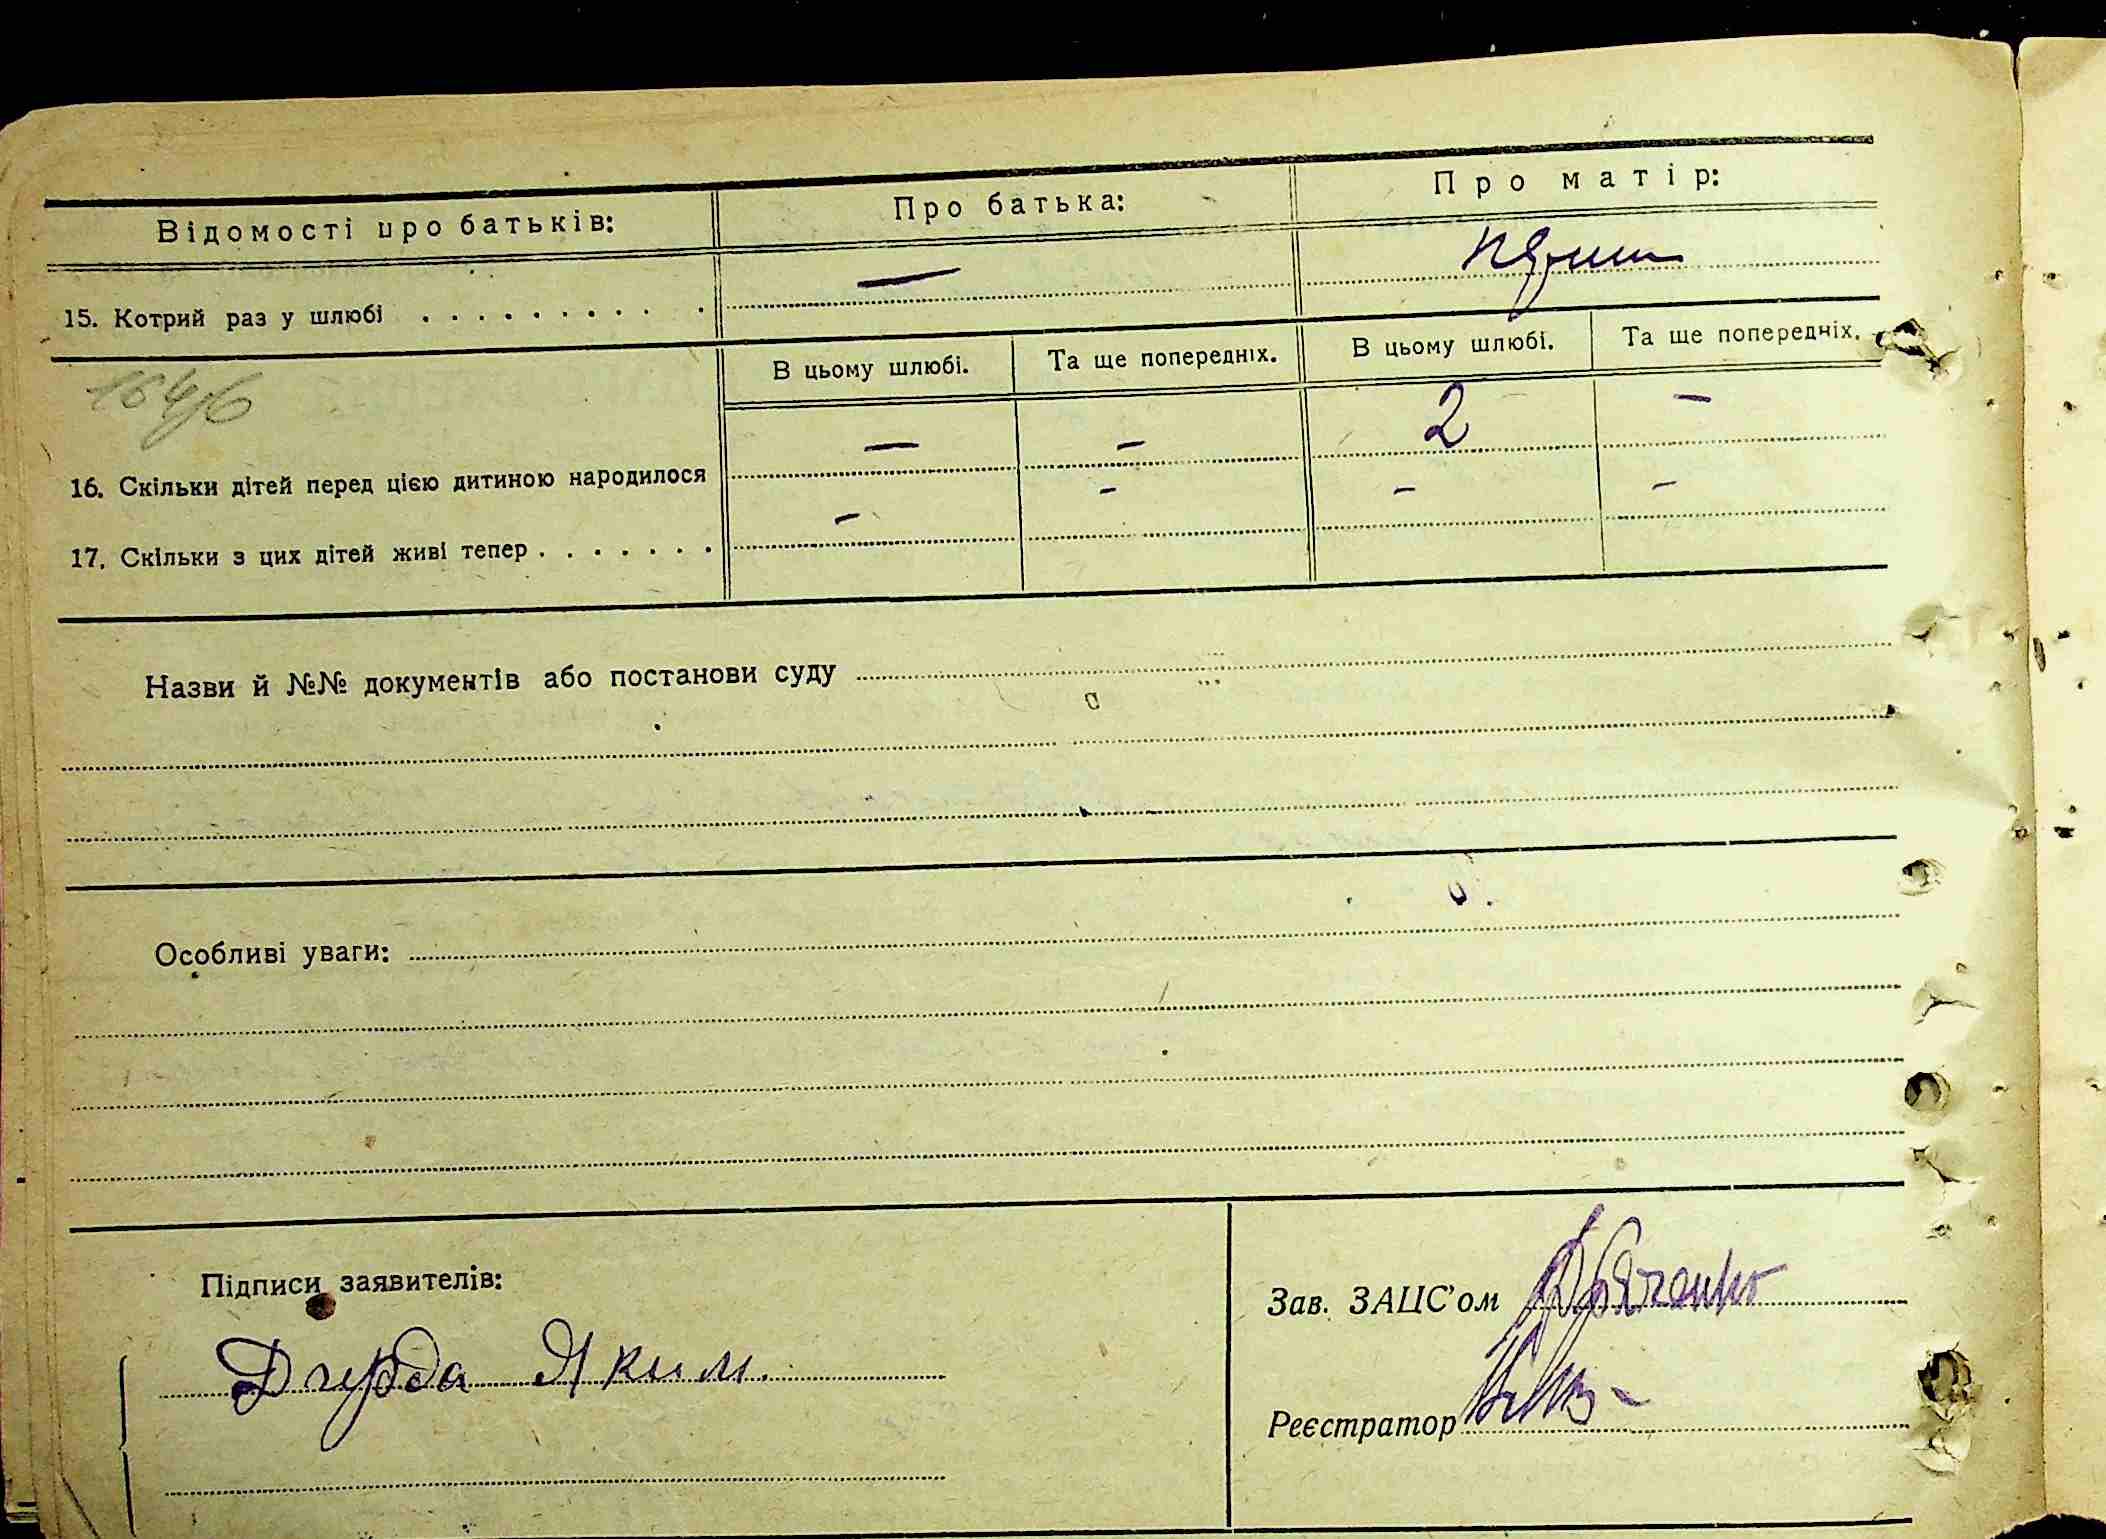 Відомості про батьків:
Про батька:
Про матір:
15. Котрий раз у шлюбі . . . . . . . . . .
—
В цьому шлюбі.
Та ще попередніх.
В цьому шлюбі.
Та ще попередніх.
164/6
16. Скільки дітей перед цією дитиною народилося
—
-
2
-
17. Скільки з цих дітей живі тепер . . . . . . .
-
-
-
-
Назви й №№ документів або постанови суду
Особливі уваги:
Підписи заявителів:
Зав. ЗАЦС'ом
Яким.
Реєстратор